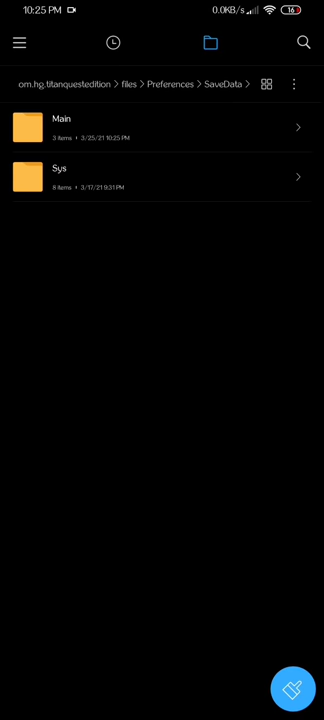 10:25 PM 0.0KB/s 16
om.hg.titanquestedition > files > Preferences > SaveData >
Main
3 items 3/25/21 10:25 PM
Sys
8 items 3/17/21 9:31 PM